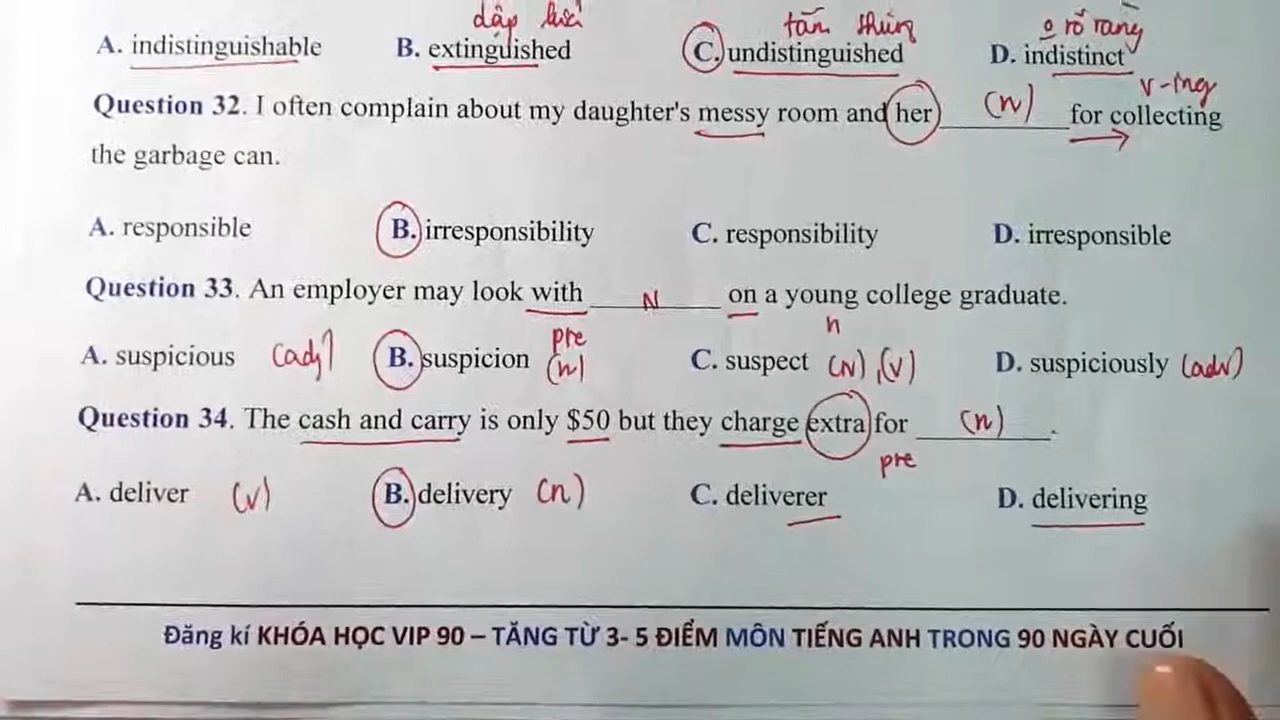 dập lửa tầm thường o rõ ràng
A. indistinguishable B. extinguished C. undistinguished D. indistinct
v-ing
Question 32. I often complain about my daughter's messy room and her ________ (n) for collecting
the garbage can.
A. responsible B. irresponsibility C. responsibility D. irresponsible
Question 33. An employer may look with ________ N on a young college graduate.
pre n
A. suspicious (adj) B. suspicion (n) C. suspect (n),(v) D. suspiciously (adv)
Question 34. The cash and carry is only $50 but they charge extra for ________ (n).
pre
A. deliver (v) B. delivery (n) C. deliverer D. delivering
Đăng kí KHÓA HỌC VIP 90 – TĂNG TỪ 3- 5 ĐIỂM MÔN TIẾNG ANH TRONG 90 NGÀY CUỐI